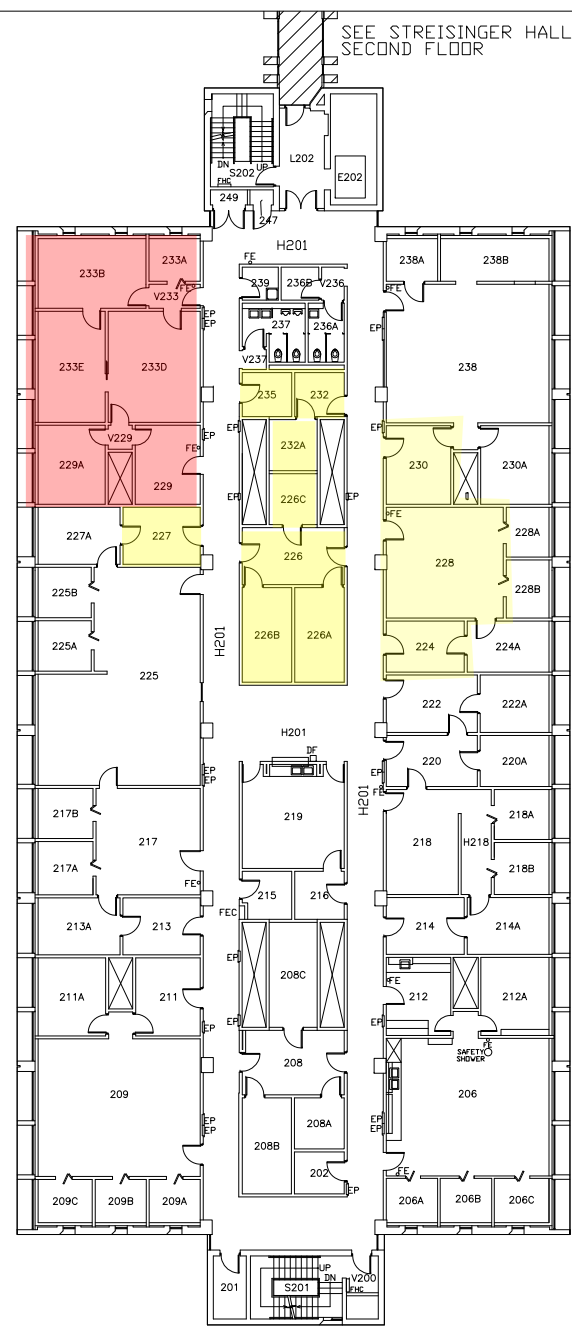 SEE STREISINGER HALL
SECOND FLOOR
DN
S202
UP
L202
FHC
E202
249
247
H201
233B
233A
FE
239
236B
V236
238A
238B
V233
FE
FE
EP
EP
237
236A
EP
V237
233E
233D
238
235
232
V229
EP
EP
FE
232A
229A
229
230
230A
EP
226C
EP
FE
227A
227
226
228
228A
225B
228B
225A
H201
226B
226A
224
224A
225
222
222A
H201
DF
EP
EP
220
220A
EP
FE
H201
217B
219
218A
217
218
H218
217A
218B
FE
215
216
FEC
213A
213
214
214A
EP
208C
211A
211
FE
212
212A
EP
EP
FE
SAFETY
SHOWER
208
209
206
EP
EP
208A
EP
EP
208B
202
FE
EP
209C
209B
209A
206A
206B
206C
UP
DN
V200
201
S201
FHC